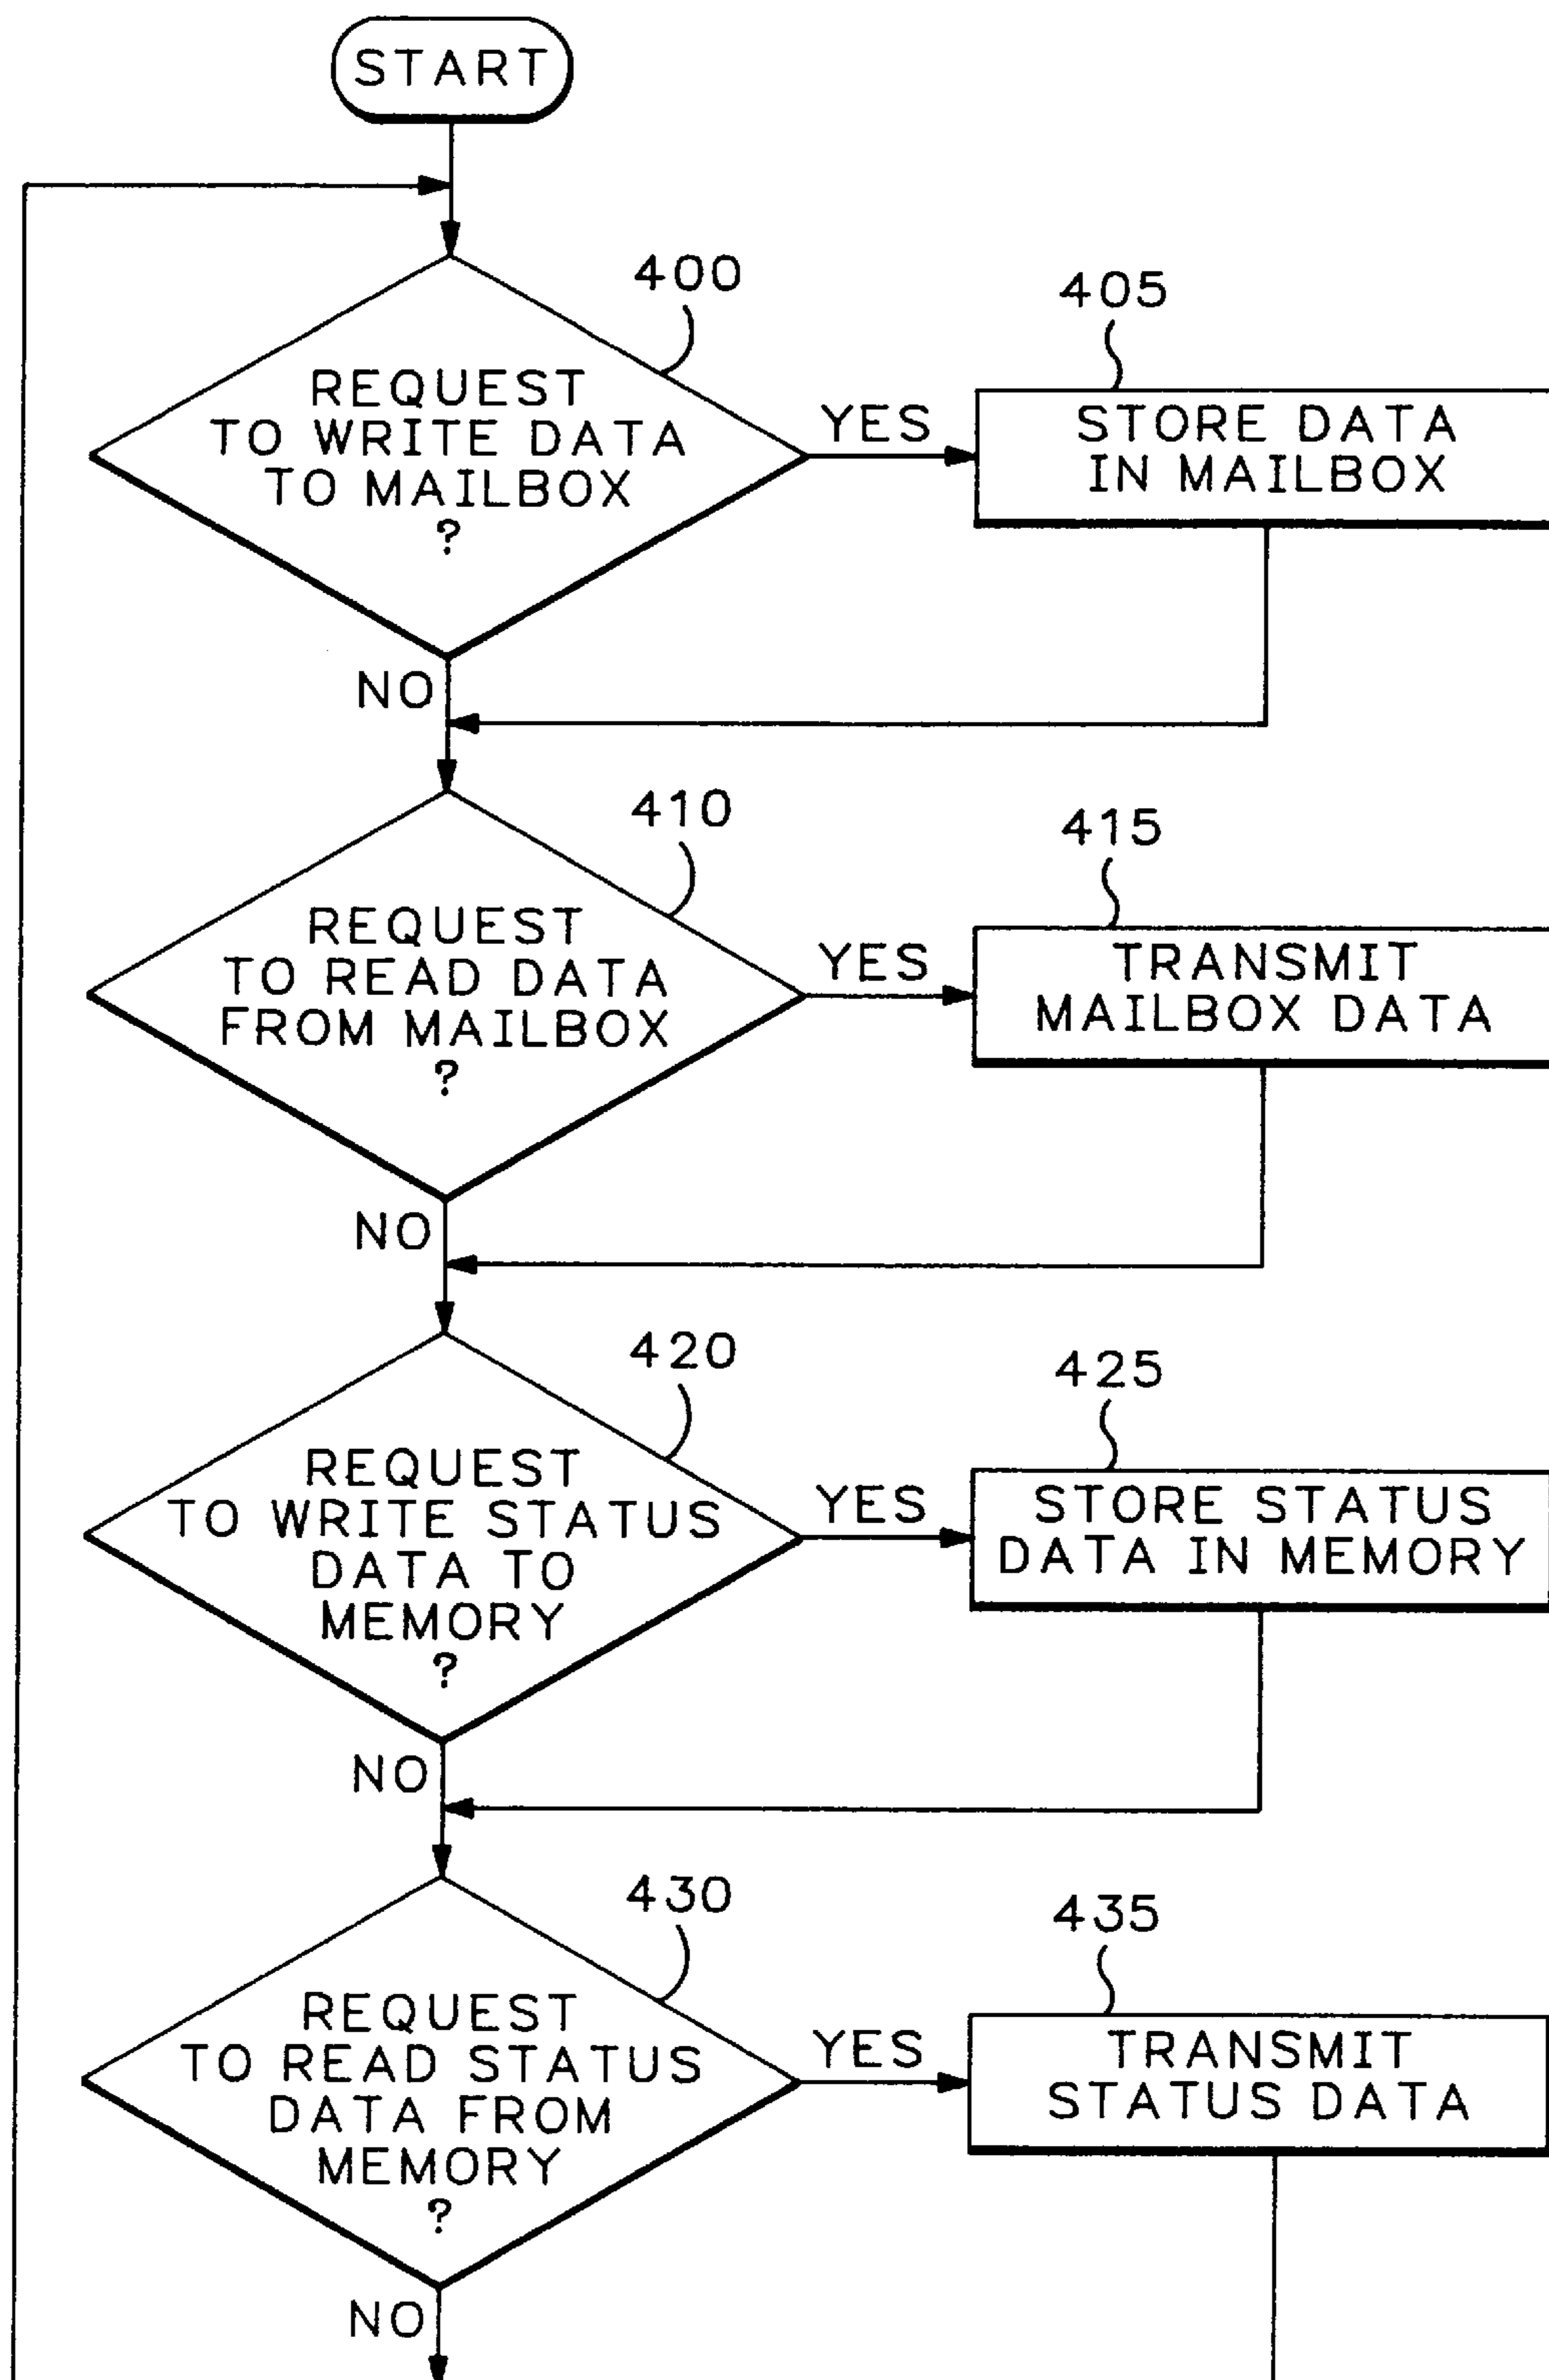 START
400
REQUEST
TO WRITE DATA
TO MAILBOX
?
YES
405
STORE DATA
IN MAILBOX
NO
410
REQUEST
TO READ DATA
FROM MAILBOX
?
YES
415
TRANSMIT
MAILBOX DATA
NO
420
REQUEST
TO WRITE STATUS
DATA TO
MEMORY
?
YES
425
STORE STATUS
DATA IN MEMORY
NO
430
REQUEST
TO READ STATUS
DATA FROM
MEMORY
?
YES
435
TRANSMIT
STATUS DATA
NO